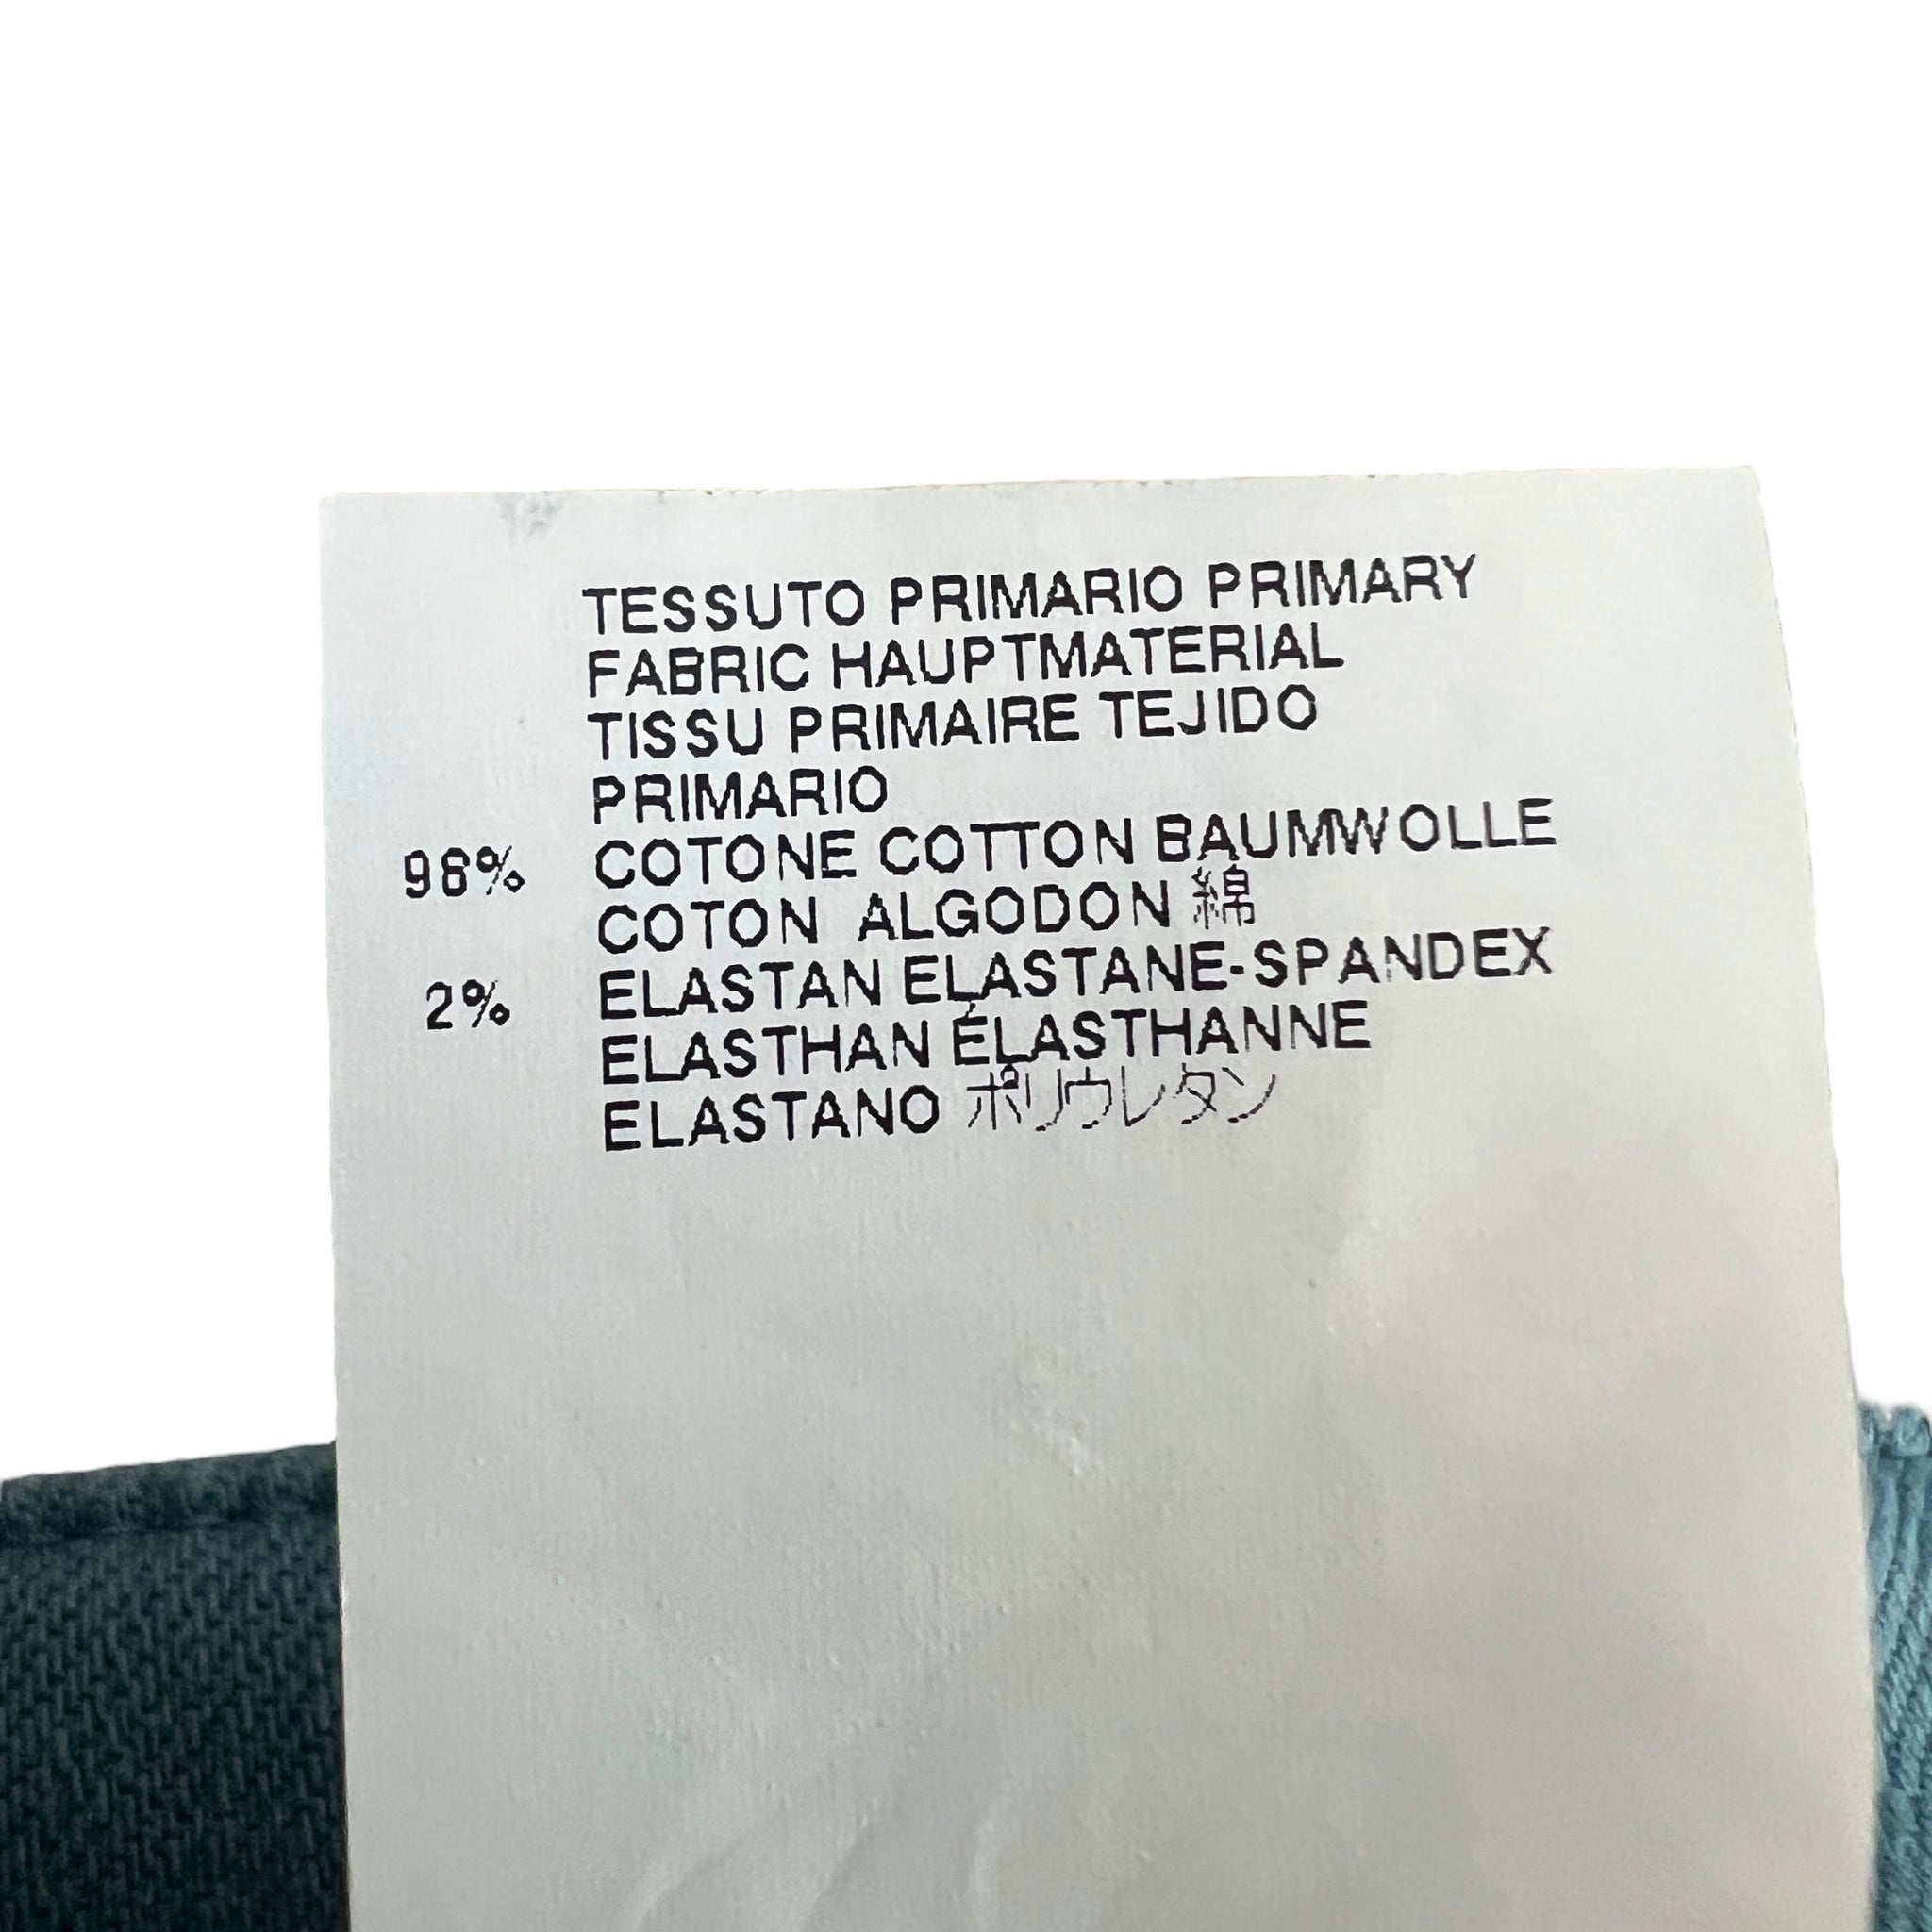 TESSUTO PRIMARIO PRIMARY
FABRIC HAUPTMATERIAL
TISSU PRIMAIRE TEJIDO
PRIMARIO
98% COTONE COTTON BAUMWOLLE
COTON ALGODON 綿
2% ELASTAN ELASTANE-SPANDEX
ELASTHAN ÉLASTHANNE
ELASTANO ポリウレタン